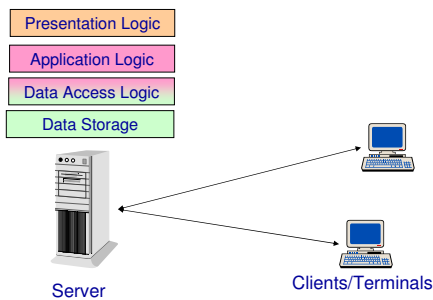 Presentation Logic
Application Logic
Data Access Logic
Data Storage
Server
Clients/Terminals